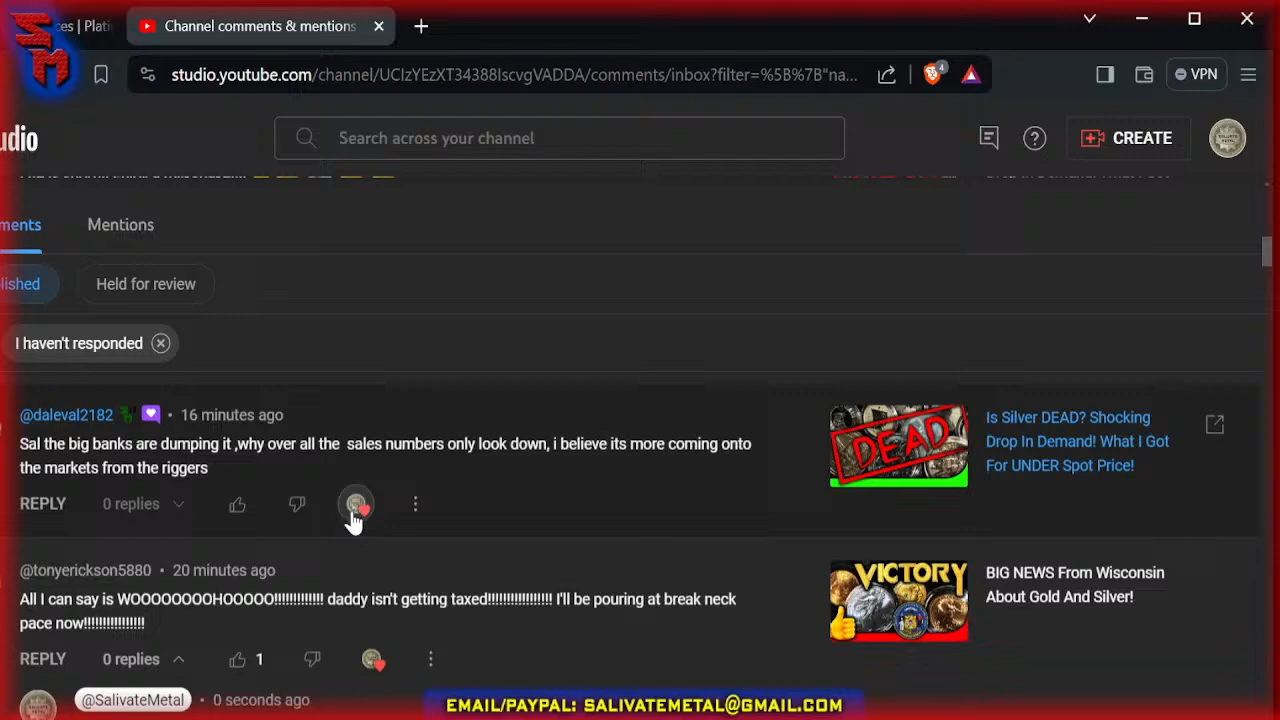 SM
ces | Plati
Channel comments & mentions
studio.youtube.com/channel/UCIzYEzXT34388lscvgVADDA/comments/inbox?filter=%5B%7B"na...
4
VPN
udio
Search across your channel
CREATE
ments
Mentions
lished
Held for review
I haven't responded
@daleval2182 • 16 minutes ago
Sal the big banks are dumping it ,why over all the sales numbers only look down, i believe its more coming onto
the markets from the riggers
REPLY 0 replies
DEAD
Is Silver DEAD? Shocking
Drop In Demand! What I Got
For UNDER Spot Price!
@tonyerickson5880 • 20 minutes ago
All I can say is WOOOOOOOOHOOOOO!!!!!!!!!!!!! daddy isn't getting taxed!!!!!!!!!!!!!!!!! I'll be pouring at break neck
pace now!!!!!!!!!!!!!!!!
REPLY 0 replies 1
VICTORY
BIG NEWS From Wisconsin
About Gold And Silver!
@SalivateMetal • 0 seconds ago
EMAIL/PAYPAL: SALIVATEMETAL@GMAIL.COM